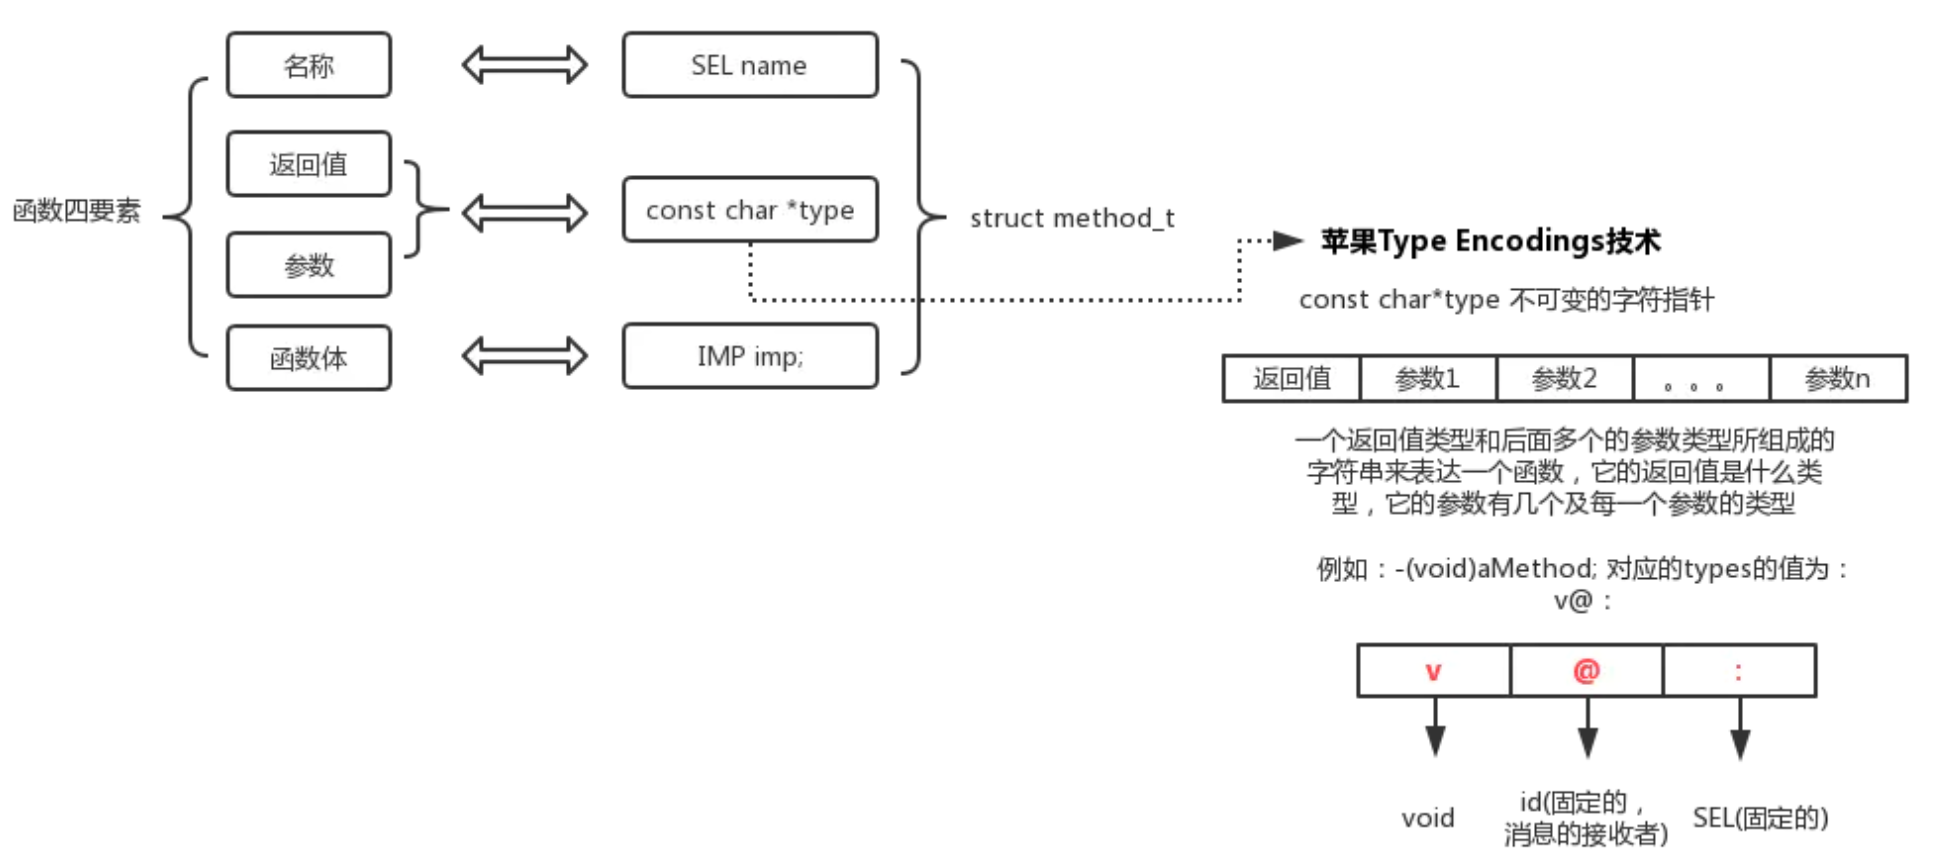 函数四要素
名称
返回值
参数
函数体
SEL name
const char *type
IMP imp;
struct method_t
苹果Type Encodings技术
const char*type 不可变的字符指针
返回值 参数1 参数2 。。。 参数n
一个返回值类型和后面多个的参数类型所组成的
字符串来表达一个函数，它的返回值是什么类
型，它的参数有几个及每一个参数的类型
例如：-(void)aMethod; 对应的types的值为：
v@：
v @ :
void
id(固定的，
消息的接收者)
SEL(固定的)